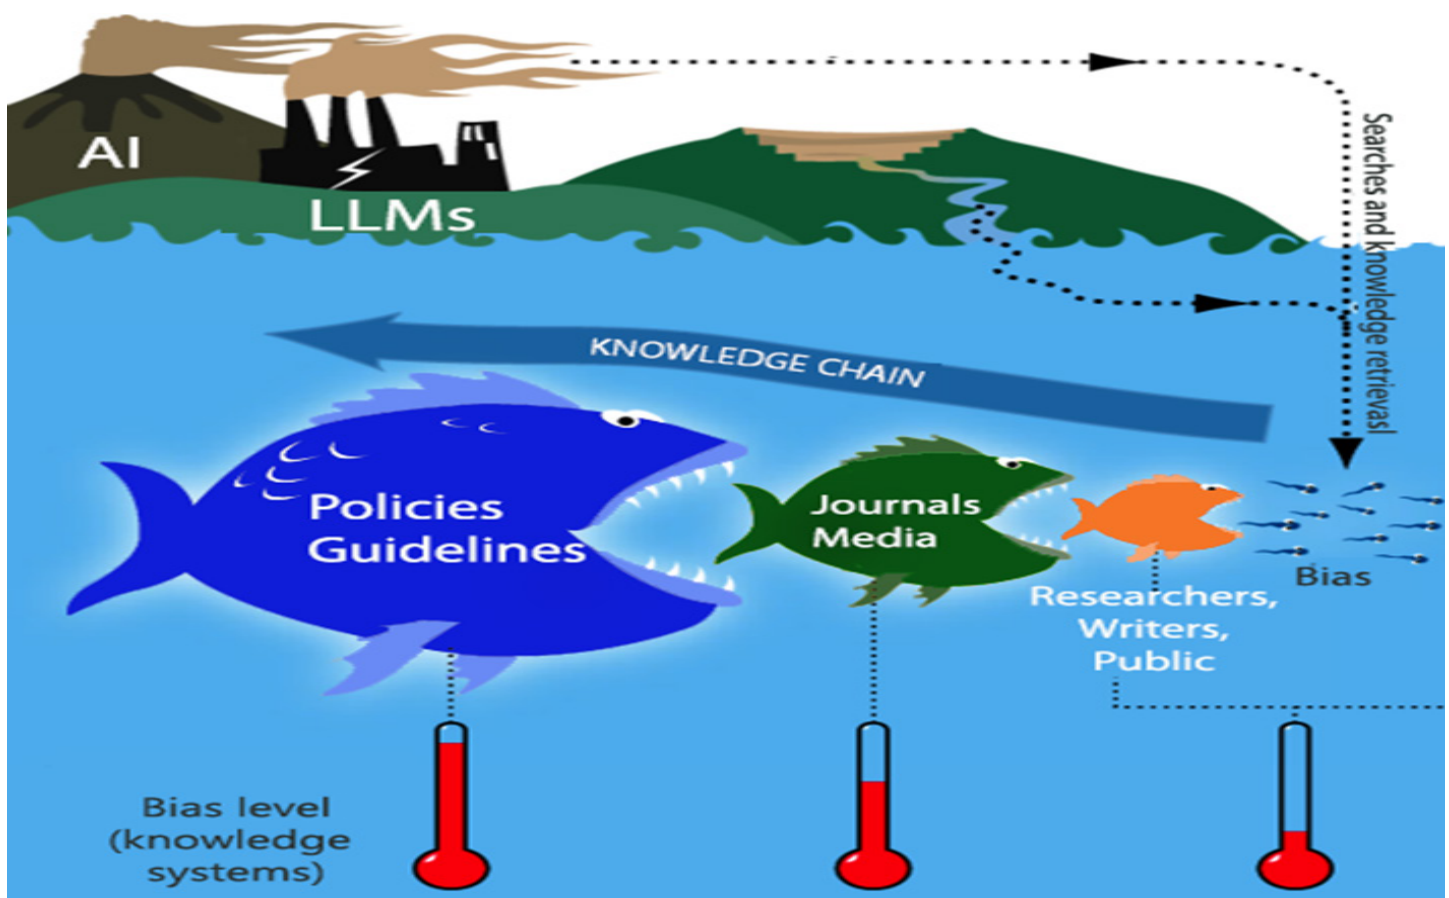 AI
LLMs
Searches and knowledge retrievasl
KNOWLEDGE CHAIN
Policies
Guidelines
Journals
Media
Bias
Researchers,
Writers,
Public
Bias level
(knowledge
systems)